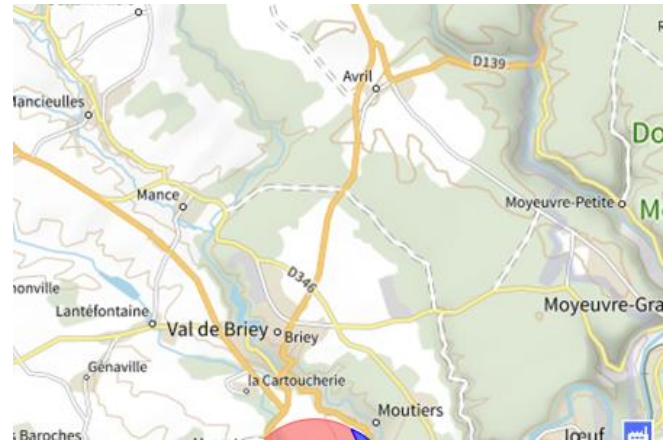 Avril
D139
Mancieulles
Do
Mance
Moyeuvre-Petite
M
D346
nonville
Lantéfontaine
Moyeuvre-Gra
Val de Briey
Briey
Génaville
la Cartoucherie
Moutiers
s Baroches
Jœuf